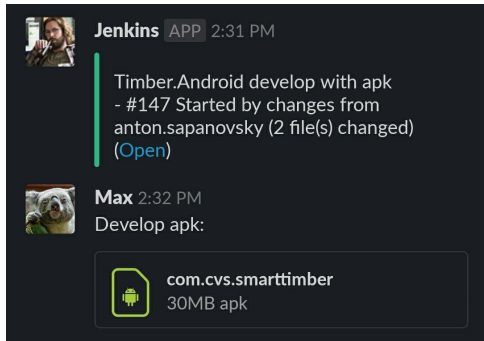 Jenkins APP 2:31 PM
Timber.Android develop with apk
- #147 Started by changes from
anton.sapanovsky (2 file(s) changed)
(Open)
Max 2:32 PM
Develop apk:
com.cvs.smarttimber
30MB apk